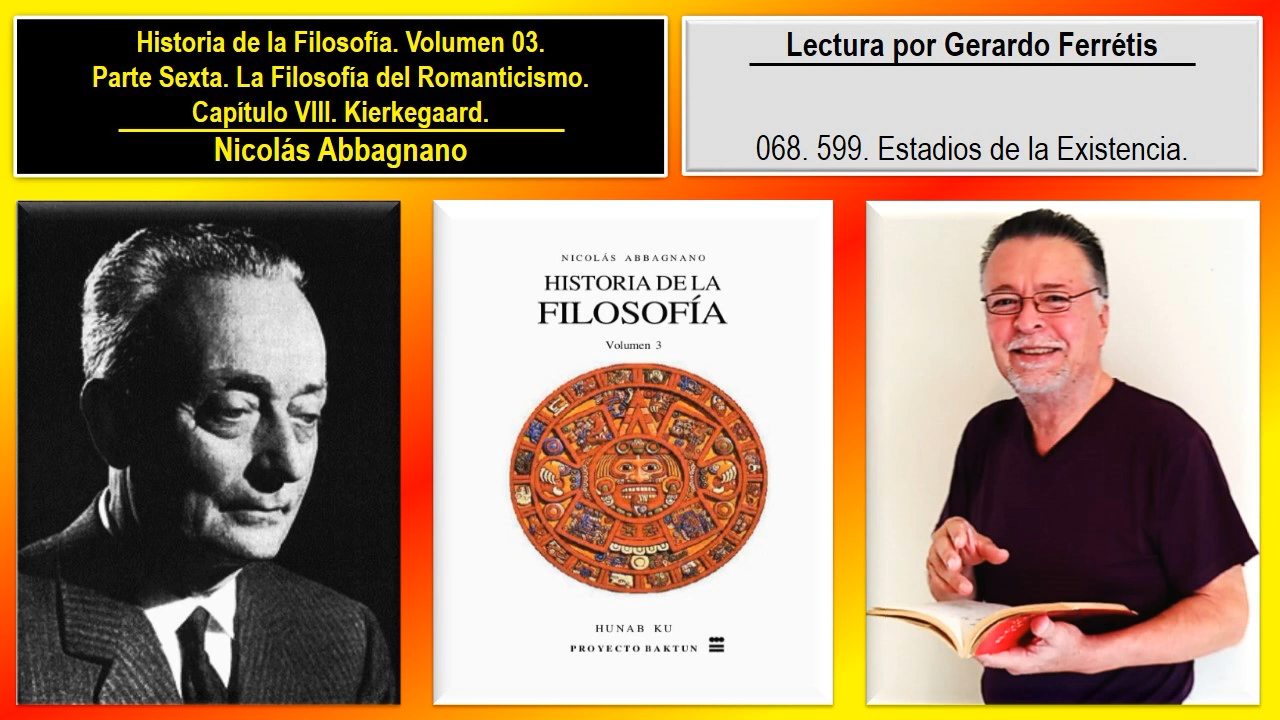 Historia de la Filosofía. Volumen 03.
Parte Sexta. La Filosofía del Romanticismo.
Capítulo VIII. Kierkegaard.
Nicolás Abbagnano
Lectura por Gerardo Ferrétis
068. 599. Estadios de la Existencia.
NICOLÁS ABBAGNANO
HISTORIA DE LA
FILOSOFÍA
Volumen 3
HUNAB KU
PROYECTO BAKTUN